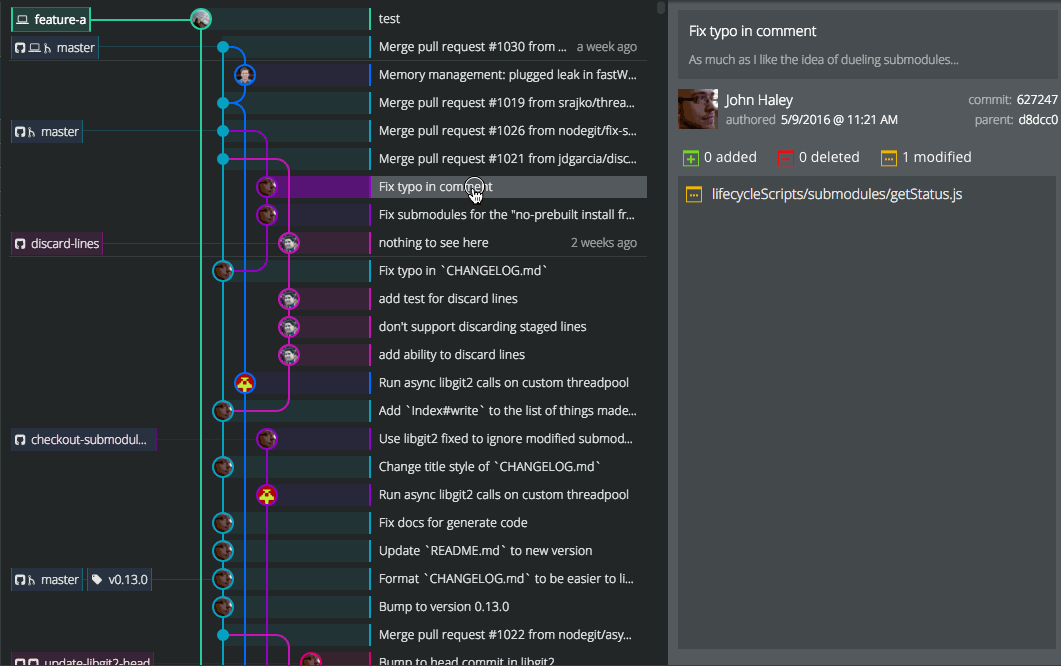 feature-a
test
master
Merge pull request #1030 from ... a week ago
Memory management: plugged leak in fastW...
Merge pull request #1019 from srajko/threa...
master
Merge pull request #1026 from nodegit/fix-s...
Merge pull request #1021 from jdgarcia/disc...
Fix typo in comment
Fix submodules for the "no-prebuilt install fr...
discard-lines
nothing to see here 2 weeks ago
Fix typo in `CHANGELOG.md`
add test for discard lines
don't support discarding staged lines
add ability to discard lines
Run async libgit2 calls on custom threadpool
Add `Index#write` to the list of things made...
checkout-submodul...
Use libgit2 fixed to ignore modified submod...
Change title style of `CHANGELOG.md`
Run async libgit2 calls on custom threadpool
Fix docs for generate code
Update `README.md` to new version
master v0.13.0
Format `CHANGELOG.md` to be easier to li...
Bump to version 0.13.0
Merge pull request #1022 from nodegit/asy...
update-libgit2-head
Bump to head commit in libgit2
Fix typo in comment
As much as I like the idea of dueling submodules...
John Haley
authored 5/9/2016 @ 11:21 AM
commit: 627247
parent: d8dcc0
0 added 0 deleted 1 modified
lifecycleScripts/submodules/getStatus.js